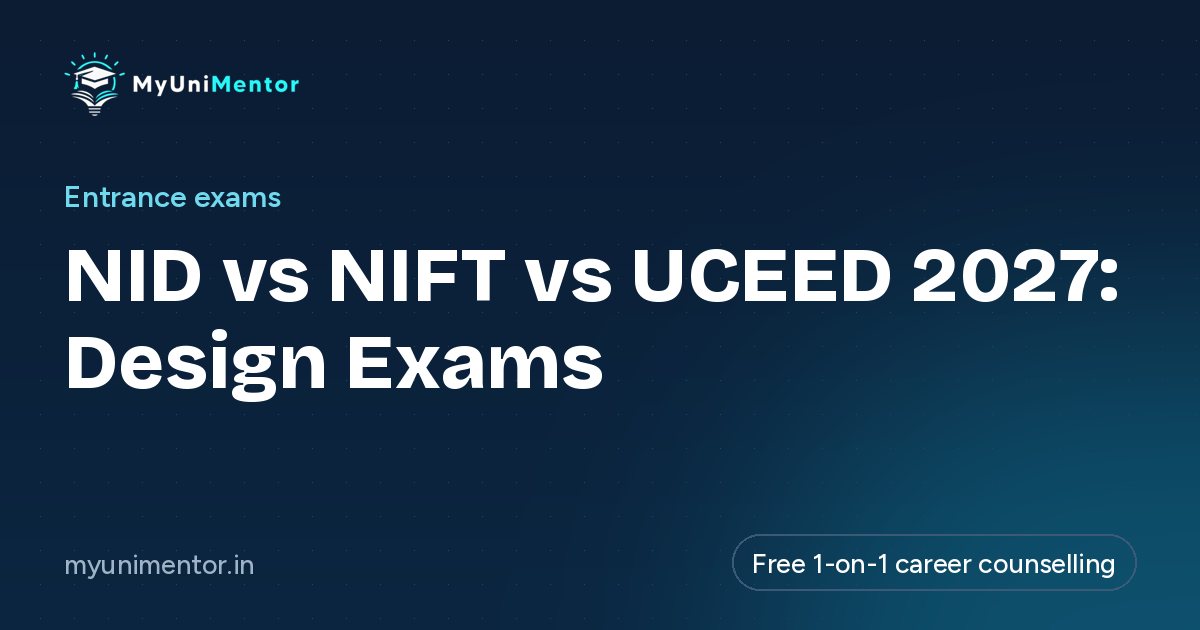 MyUniMentor
Entrance exams
NID vs NIFT vs UCEED 2027:
Design Exams
myunimentor.in
Free 1-on-1 career counselling